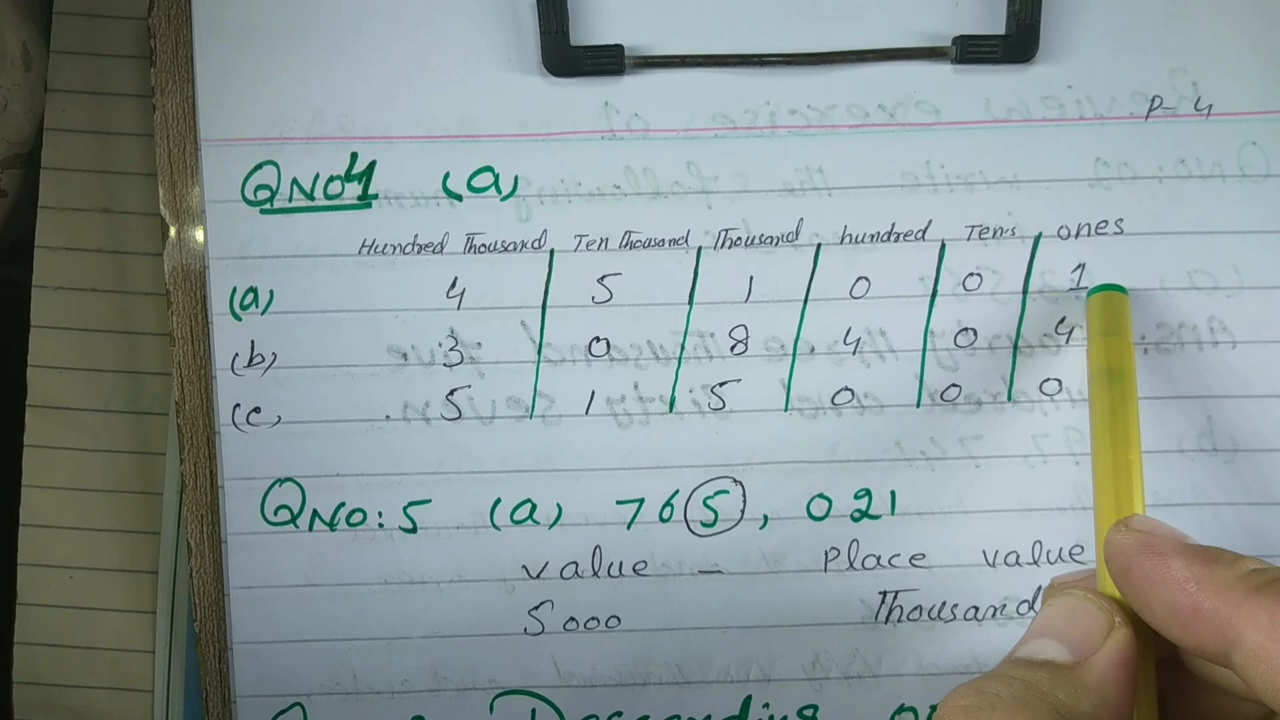 P-4
QNO4 (a)
Hundred Thousand, Ten Thousand, Thousand, hundred, Tens, ones
(a) 4 5 1 0 0 1
(b) 3 0 8 4 0 4
(c) 5 1 5 0 0 0
QNO:5 (a) 765, 021
value - Place value
5000 Thousand
Descending